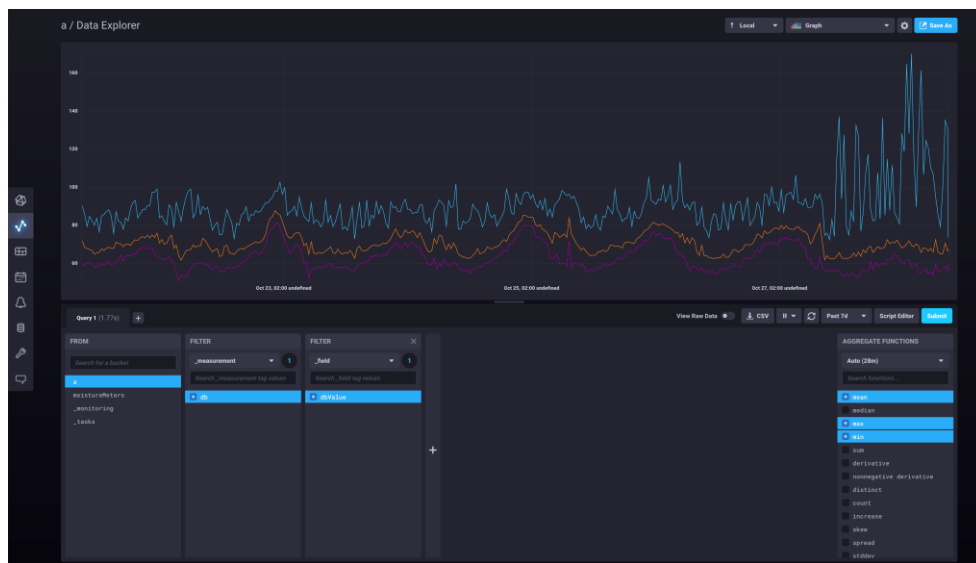 a / Data Explorer
Local
Graph
Save As
160
140
120
100
80
60
Oct 23, 02:00 undefined
Oct 25, 02:00 undefined
Oct 27, 02:00 undefined
Query 1 (1.77s)
+
View Raw Data
CSV
Past 7d
Script Editor
Submit
FROM
Search for a bucket
a
moistureMeters
_monitoring
_tasks
FILTER
_measurement
1
Search _measurement tag values
db
FILTER
_field
1
Search _field tag values
dbValue
+
AGGREGATE FUNCTIONS
Auto (28m)
Search functions...
mean
median
max
min
sum
derivative
nonnegative derivative
distinct
count
increase
skew
spread
stddev